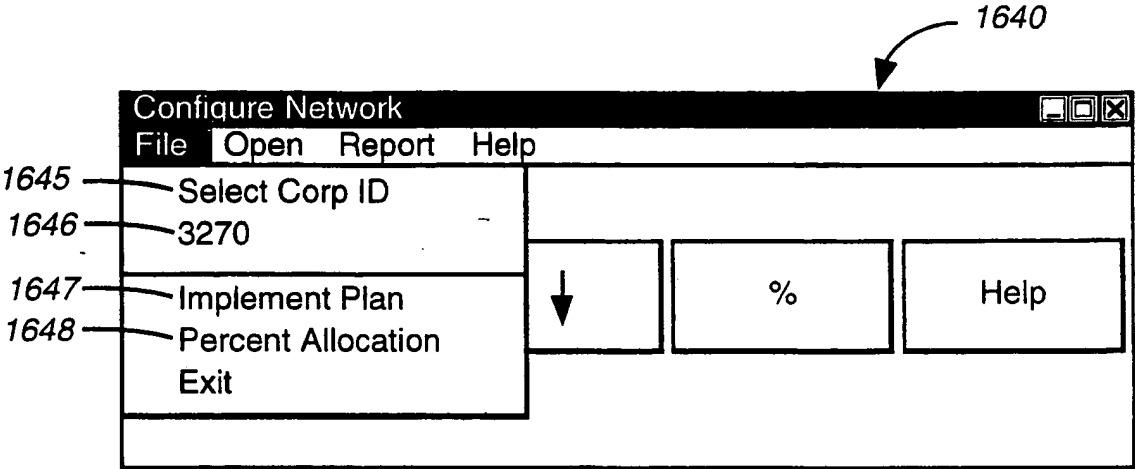 1640
Configure Network
File Open Report Help
1645 Select Corp ID
1646 3270
1647 Implement Plan
1648 Percent Allocation
Exit
% Help